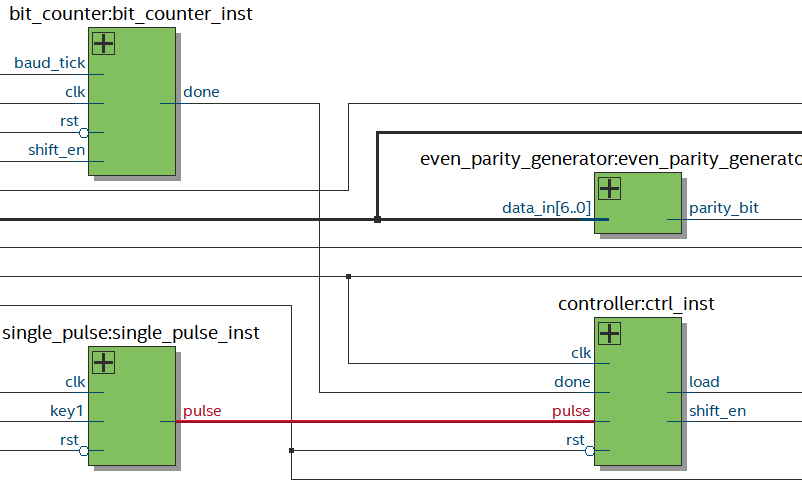 bit_counter:bit_counter_inst
baud_tick
clk
done
rst
shift_en
even_parity_generator:even_parity_generato
data_in[6..0]
parity_bit
controller:ctrl_inst
single_pulse:single_pulse_inst
clk
done
load
pulse
shift_en
rst
clk
key1
pulse
rst